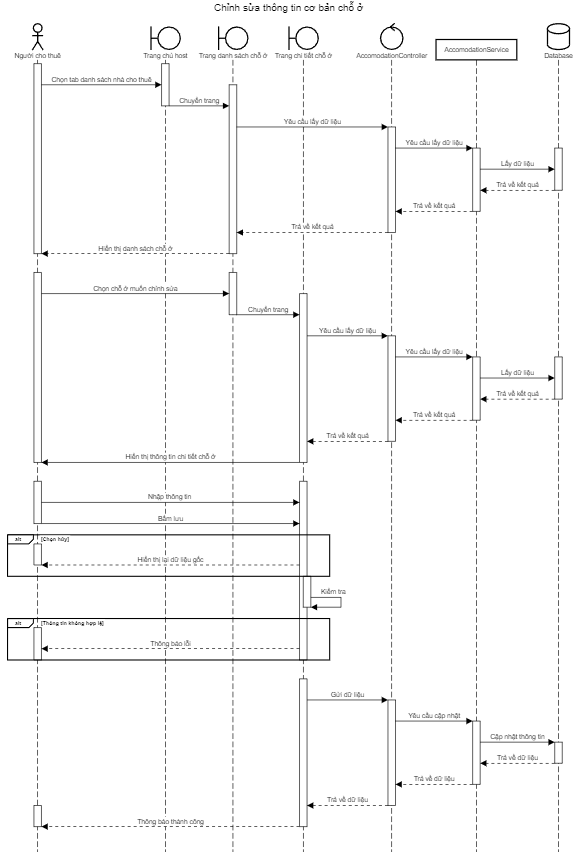 Chỉnh sửa thông tin cơ bản chỗ ở
Người cho thuê
Trang chủ host
Trang danh sách chỗ ở
Trang chi tiết chỗ ở
AccomodationController
AccomodationService
Database
Chọn tab danh sách nhà cho thuê
Chuyển trang
Yêu cầu lấy dữ liệu
Yêu cầu lấy dữ liệu
Lấy dữ liệu
Trả về kết quả
Trả về kết quả
Trả về kết quả
Hiển thị danh sách chỗ ở
Chọn chỗ ở muốn chỉnh sửa
Chuyển trang
Yêu cầu lấy dữ liệu
Yêu cầu lấy dữ liệu
Lấy dữ liệu
Trả về kết quả
Trả về kết quả
Trả về kết quả
Hiển thị thông tin chi tiết chỗ ở
Nhập thông tin
Bấm lưu
alt [Chọn hủy]
Hiển thị lại dữ liệu gốc
Kiểm tra
alt [Thông tin không hợp lệ]
Thông báo lỗi
Gửi dữ liệu
Yêu cầu cập nhật
Cập nhật thông tin
Trả về dữ liệu
Trả về dữ liệu
Trả về dữ liệu
Thông báo thành công